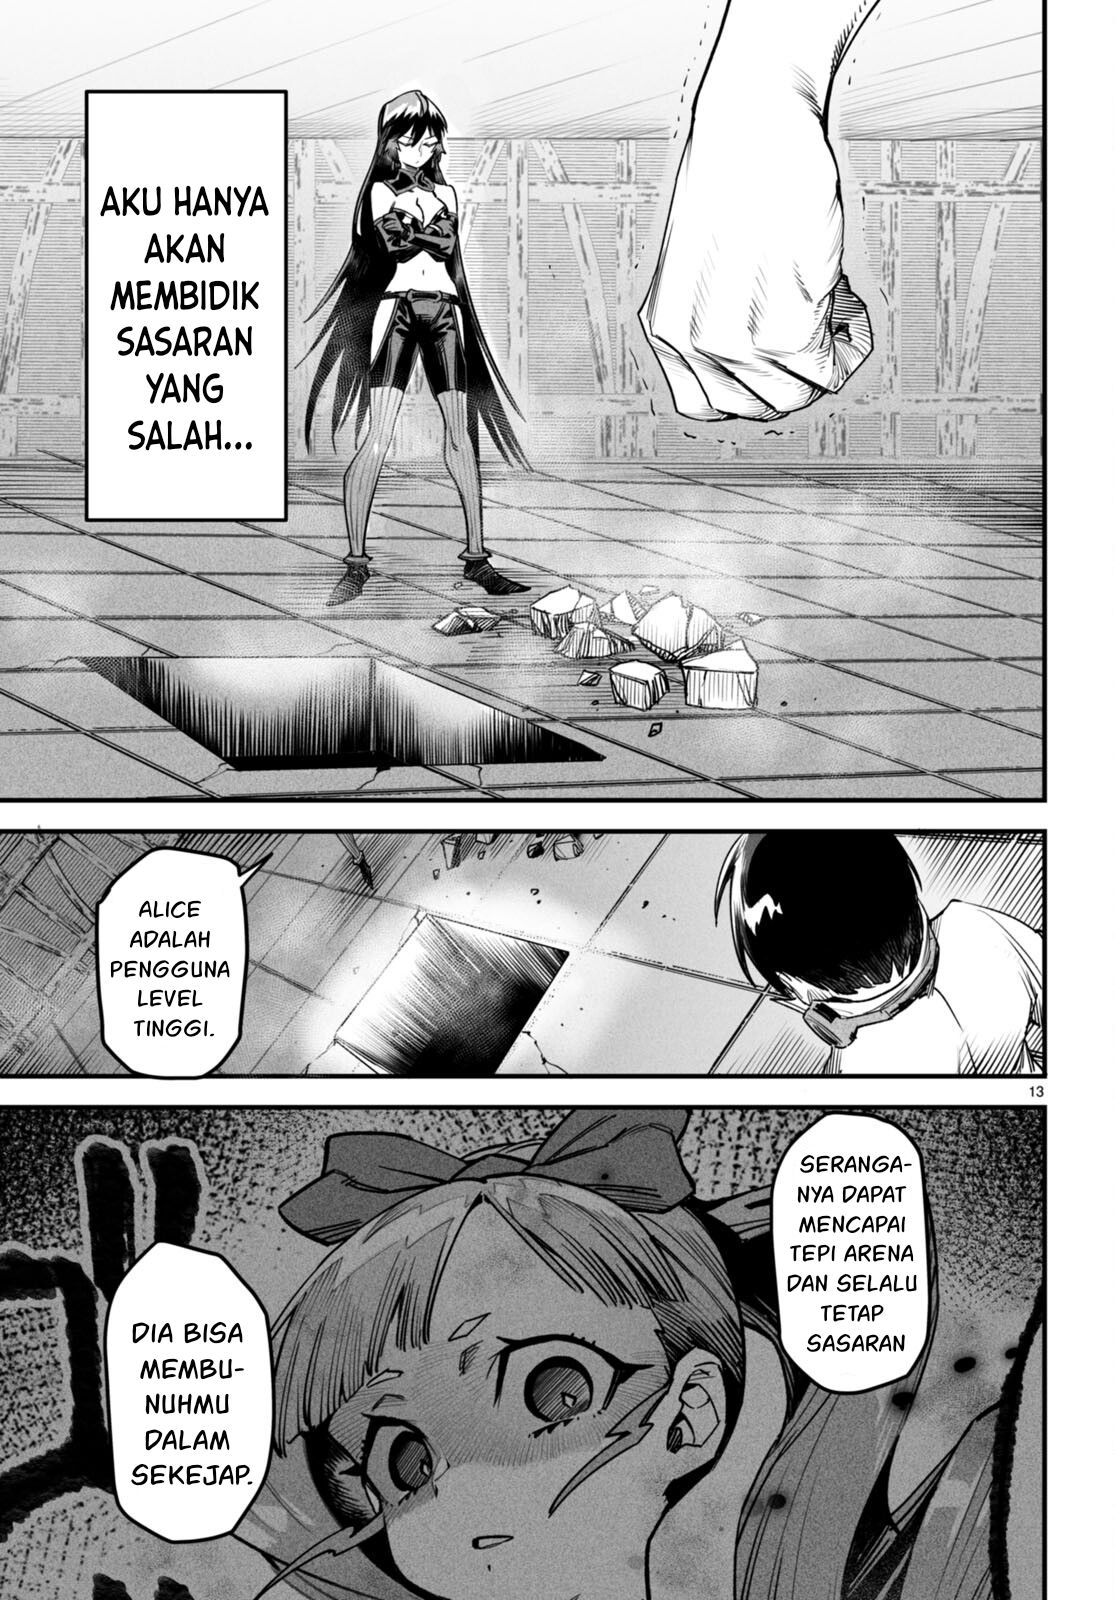 AKU HANYA
AKAN
MEMBIDIK
SASARAN
YANG
SALAH...
ALICE
ADALAH
PENGGUNA
LEVEL
TINGGI.
13
SERANGA-
NYA DAPAT
MENCAPAI
TEPI ARENA
DAN SELALU
TETAP
SASARAN
DIA BISA
MEMBU-
NUHMU
DALAM
SEKEJAP.